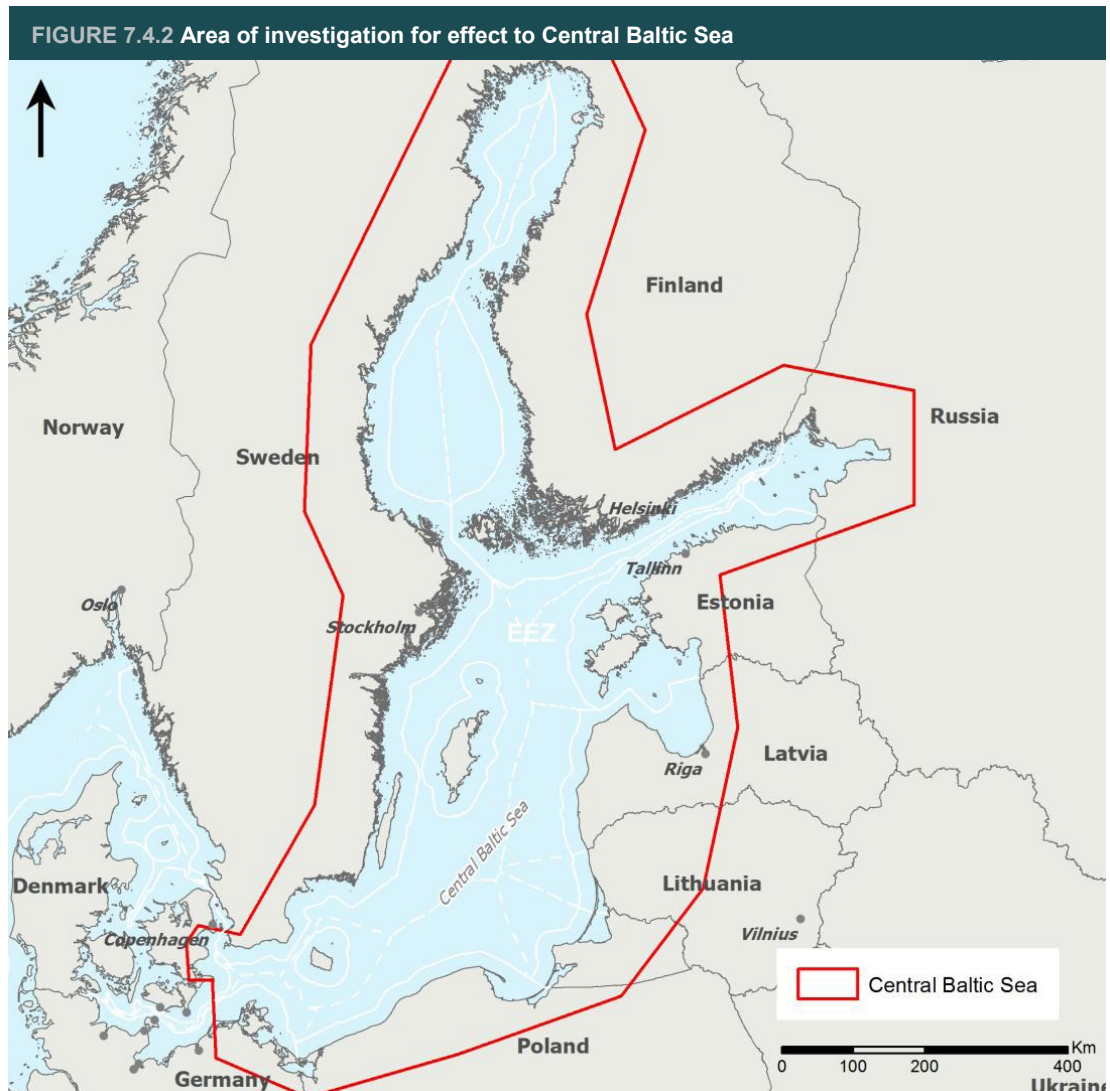 FIGURE 7.4.2 Area of investigation for effect to Central Baltic Sea
Finland
Norway
Russia
Sweden
Helsinki
Tallinn
Oslo
Estonia
Stockholm
EEZ
Latvia
Riga
Central Baltic Sea
Denmark
Lithuania
Copenhagen
Vilnius
Central Baltic Sea
Poland
Km
0 100 200 400
Germany
Ukraine